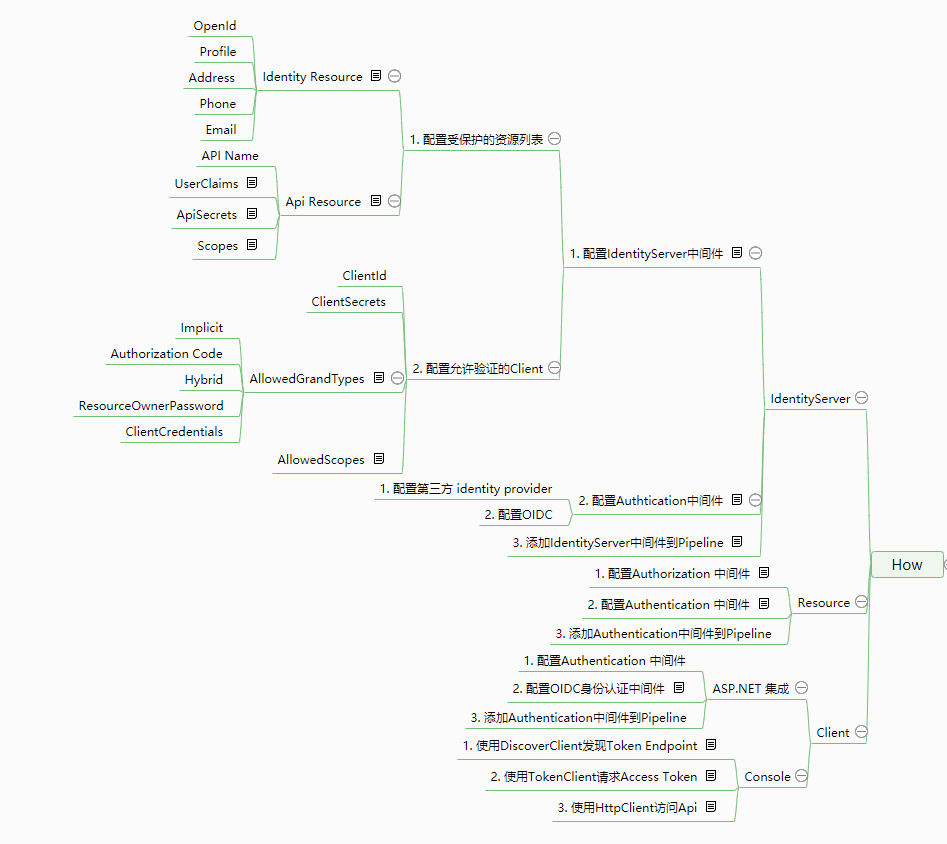 OpenId
Profile
Address
Phone
Email
Identity Resource
API Name
UserClaims
ApiSecrets
Scopes
Api Resource
1. 配置受保护的资源列表
ClientId
ClientSecrets
Implicit
Authorization Code
Hybrid
ResourceOwnerPassword
ClientCredentials
AllowedGrandTypes
AllowedScopes
2. 配置允许验证的Client
1. 配置IdentityServer中间件
1. 配置第三方 identity provider
2. 配置OIDC
2. 配置Authtication中间件
3. 添加IdentityServer中间件到Pipeline
IdentityServer
1. 配置Authorization 中间件
2. 配置Authentication 中间件
3. 添加Authentication中间件到Pipeline
Resource
How
1. 配置Authentication 中间件
2. 配置OIDC身份认证中间件
3. 添加Authentication中间件到Pipeline
ASP.NET 集成
1. 使用DiscoverClient发现Token Endpoint
2. 使用TokenClient请求Access Token
3. 使用HttpClient访问Api
Console
Client